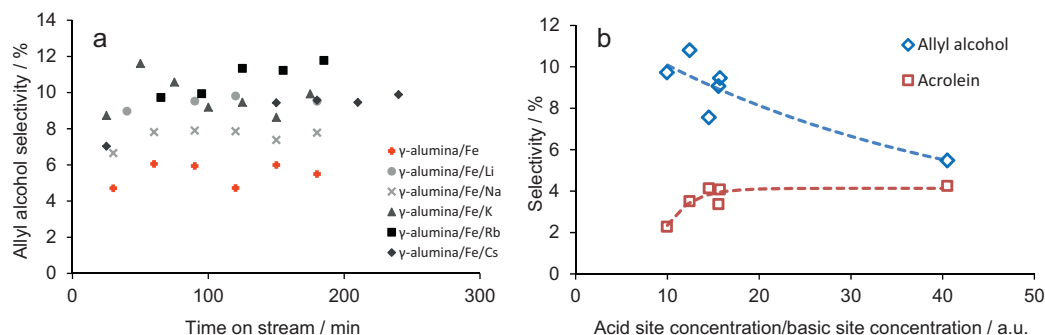 a
Allyl alcohol selectivity / %
14
12
10
8
6
4
2
0
0 100 200 300
Time on stream / min
γ-alumina/Fe
γ-alumina/Fe/Li
γ-alumina/Fe/Na
γ-alumina/Fe/K
γ-alumina/Fe/Rb
γ-alumina/Fe/Cs
b
Selectivity / %
12
10
8
6
4
2
0
0 10 20 30 40 50
Acid site concentration/basic site concentration / a.u.
Allyl alcohol
Acrolein